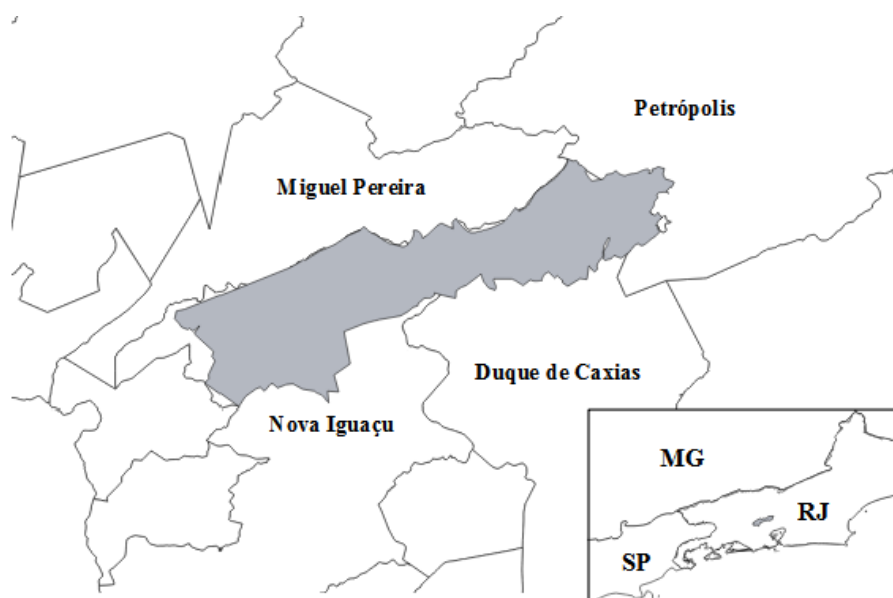 Petrópolis
Miguel Pereira
Duque de Caxias
Nova Iguaçu
MG
RJ
SP